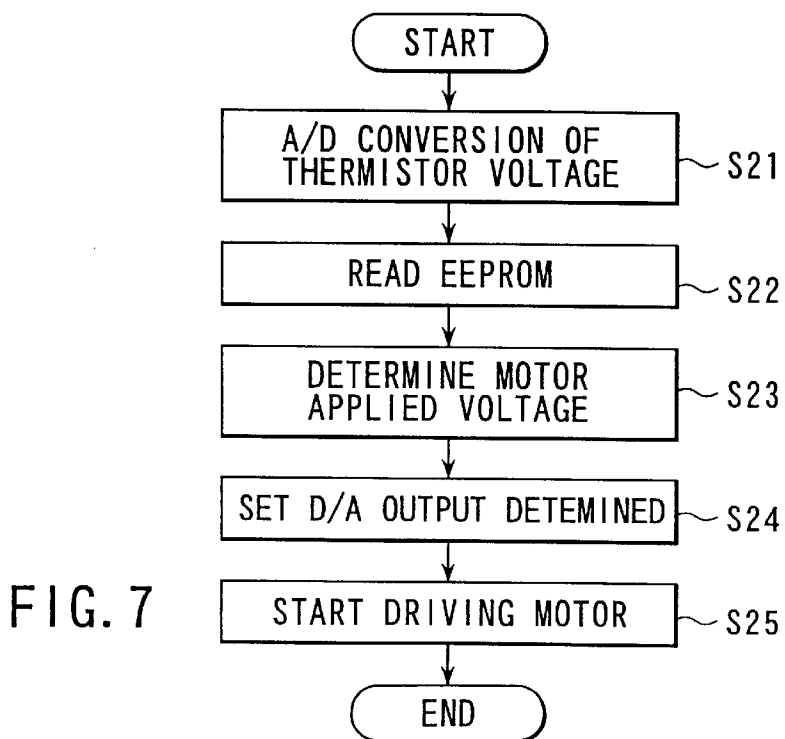 START
A/D CONVERSION OF
THERMISTOR VOLTAGE
S21
READ EEPROM
S22
DETERMINE MOTOR
APPLIED VOLTAGE
S23
SET D/A OUTPUT DETEMINED
S24
START DRIVING MOTOR
S25
END
FIG. 7